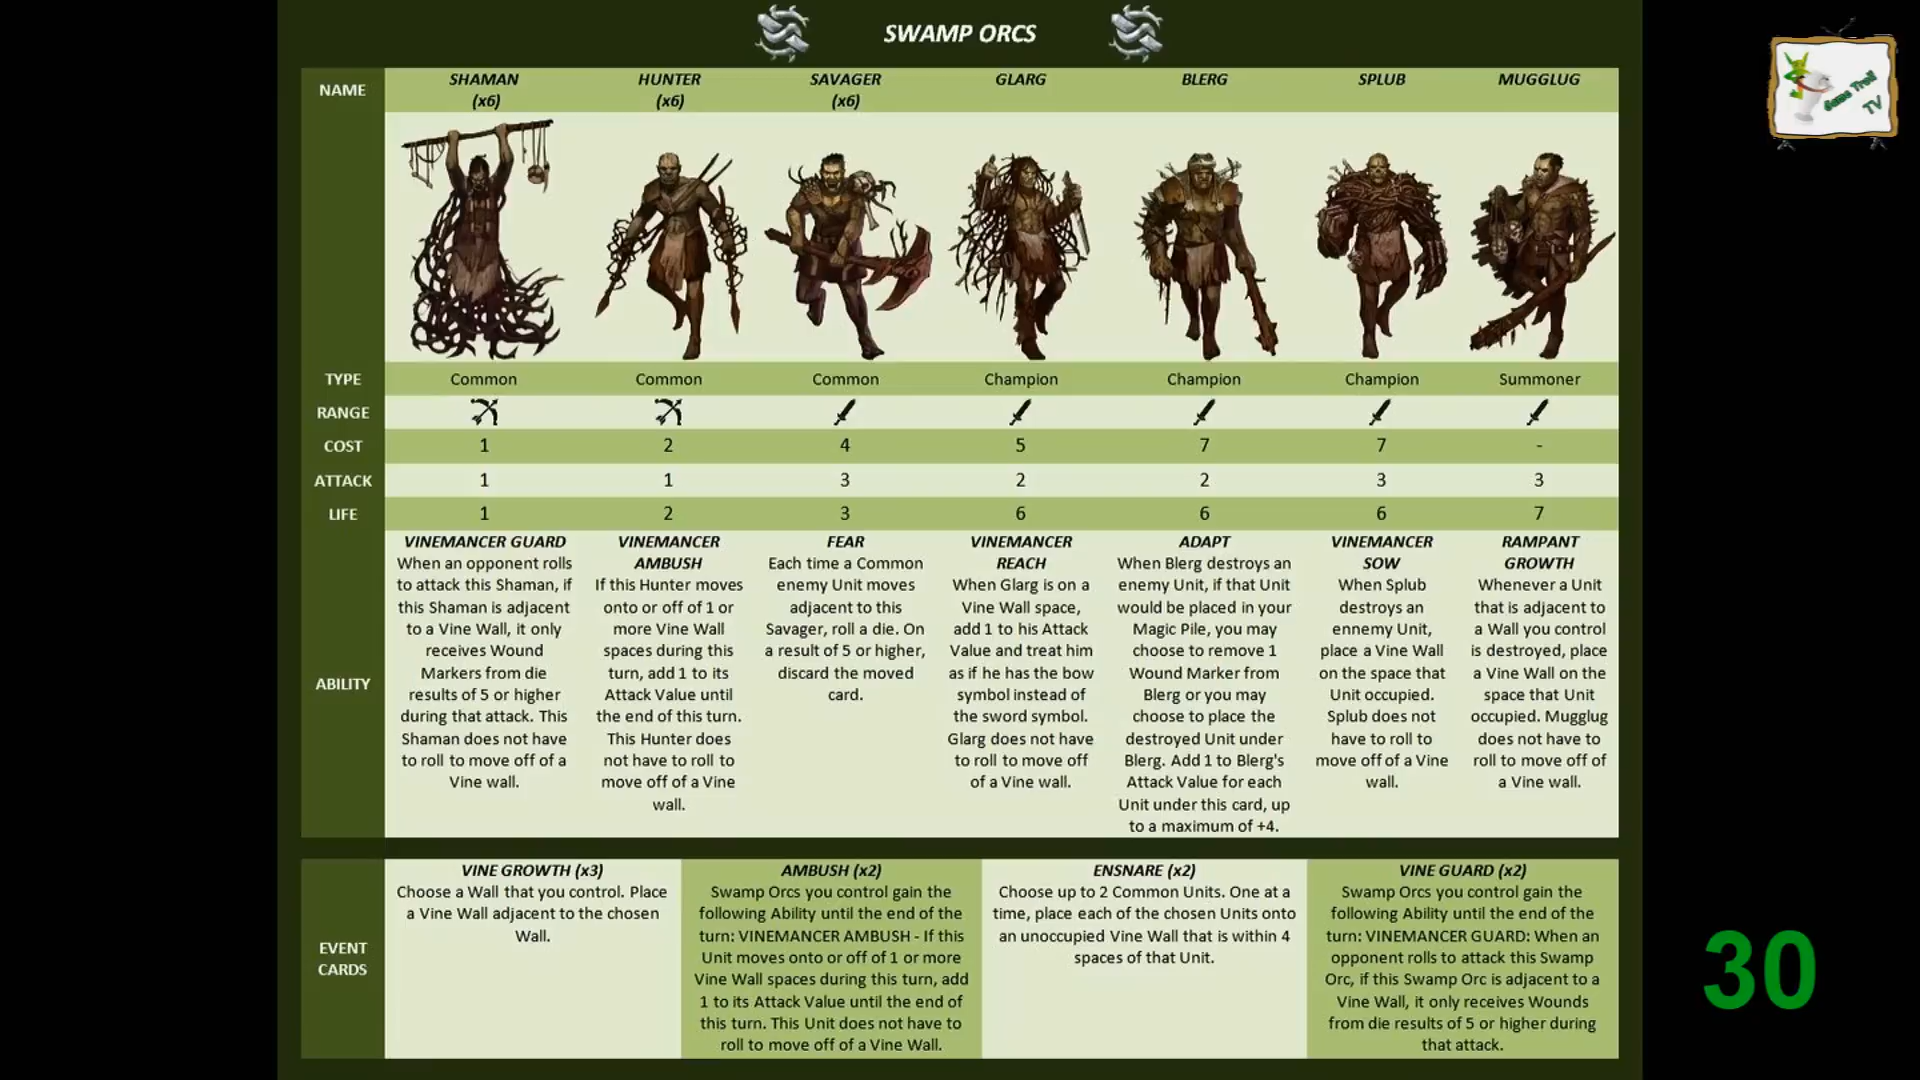 SWAMP ORCS
Game Troll
TV
NAME
SHAMAN
(x6)
HUNTER
(x6)
SAVAGER
(x6)
GLARG
BLERG
SPLUB
MUGGLUG
TYPE
Common
Common
Common
Champion
Champion
Champion
Summoner
RANGE
COST
1
2
4
5
7
7
-
ATTACK
1
1
3
2
2
3
3
LIFE
1
2
3
6
6
6
7
ABILITY
VINEMANCER GUARD
When an opponent rolls
to attack this Shaman, if
this Shaman is adjacent
to a Vine Wall, it only
receives Wound
Markers from die
results of 5 or higher
during that attack. This
Shaman does not have
to roll to move off of a
Vine wall.
VINEMANCER
AMBUSH
If this Hunter moves
onto or off of 1 or
more Vine Wall
spaces during this
turn, add 1 to its
Attack Value until
the end of this turn.
This Hunter does
not have to roll to
move off of a Vine
wall.
FEAR
Each time a Common
enemy Unit moves
adjacent to this
Savager, roll a die. On
a result of 5 or higher,
discard the moved
card.
VINEMANCER
REACH
When Glarg is on a
Vine Wall space,
add 1 to his Attack
Value and treat him
as if he has the bow
symbol instead of
the sword symbol.
Glarg does not have
to roll to move off
of a Vine wall.
ADAPT
When Blerg destroys an
enemy Unit, if that Unit
would be placed in your
Magic Pile, you may
choose to remove 1
Wound Marker from
Blerg or you may
choose to place the
destroyed Unit under
Blerg. Add 1 to Blerg's
Attack Value for each
Unit under this card, up
to a maximum of +4.
VINEMANCER
SOW
When Splub
destroys an
ennemy Unit,
place a Vine Wall
on the space that
Unit occupied.
Splub does not
have to roll to
move off of a Vine
wall.
RAMPANT
GROWTH
Whenever a Unit
that is adjacent to
a Wall you control
is destroyed, place
a Vine Wall on the
space that Unit
occupied. Mugglug
does not have to
roll to move off of
a Vine wall.
EVENT
CARDS
VINE GROWTH (x3)
Choose a Wall that you control. Place
a Vine Wall adjacent to the chosen
Wall.
AMBUSH (x2)
Swamp Orcs you control gain the
following Ability until the end of the
turn: VINEMANCER AMBUSH - If this
Unit moves onto or off of 1 or more
Vine Wall spaces during this turn, add
1 to its Attack Value until the end of
this turn. This Unit does not have to
roll to move off of a Vine Wall.
ENSNARE (x2)
Choose up to 2 Common Units. One at a
time, place each of the chosen Units onto
an unoccupied Vine Wall that is within 4
spaces of that Unit.
VINE GUARD (x2)
Swamp Orcs you control gain the
following Ability until the end of the
turn: VINEMANCER GUARD: When an
opponent rolls to attack this Swamp
Orc, if this Swamp Orc is adjacent to a
Vine Wall, it only receives Wounds
from die results of 5 or higher during
that attack.
30